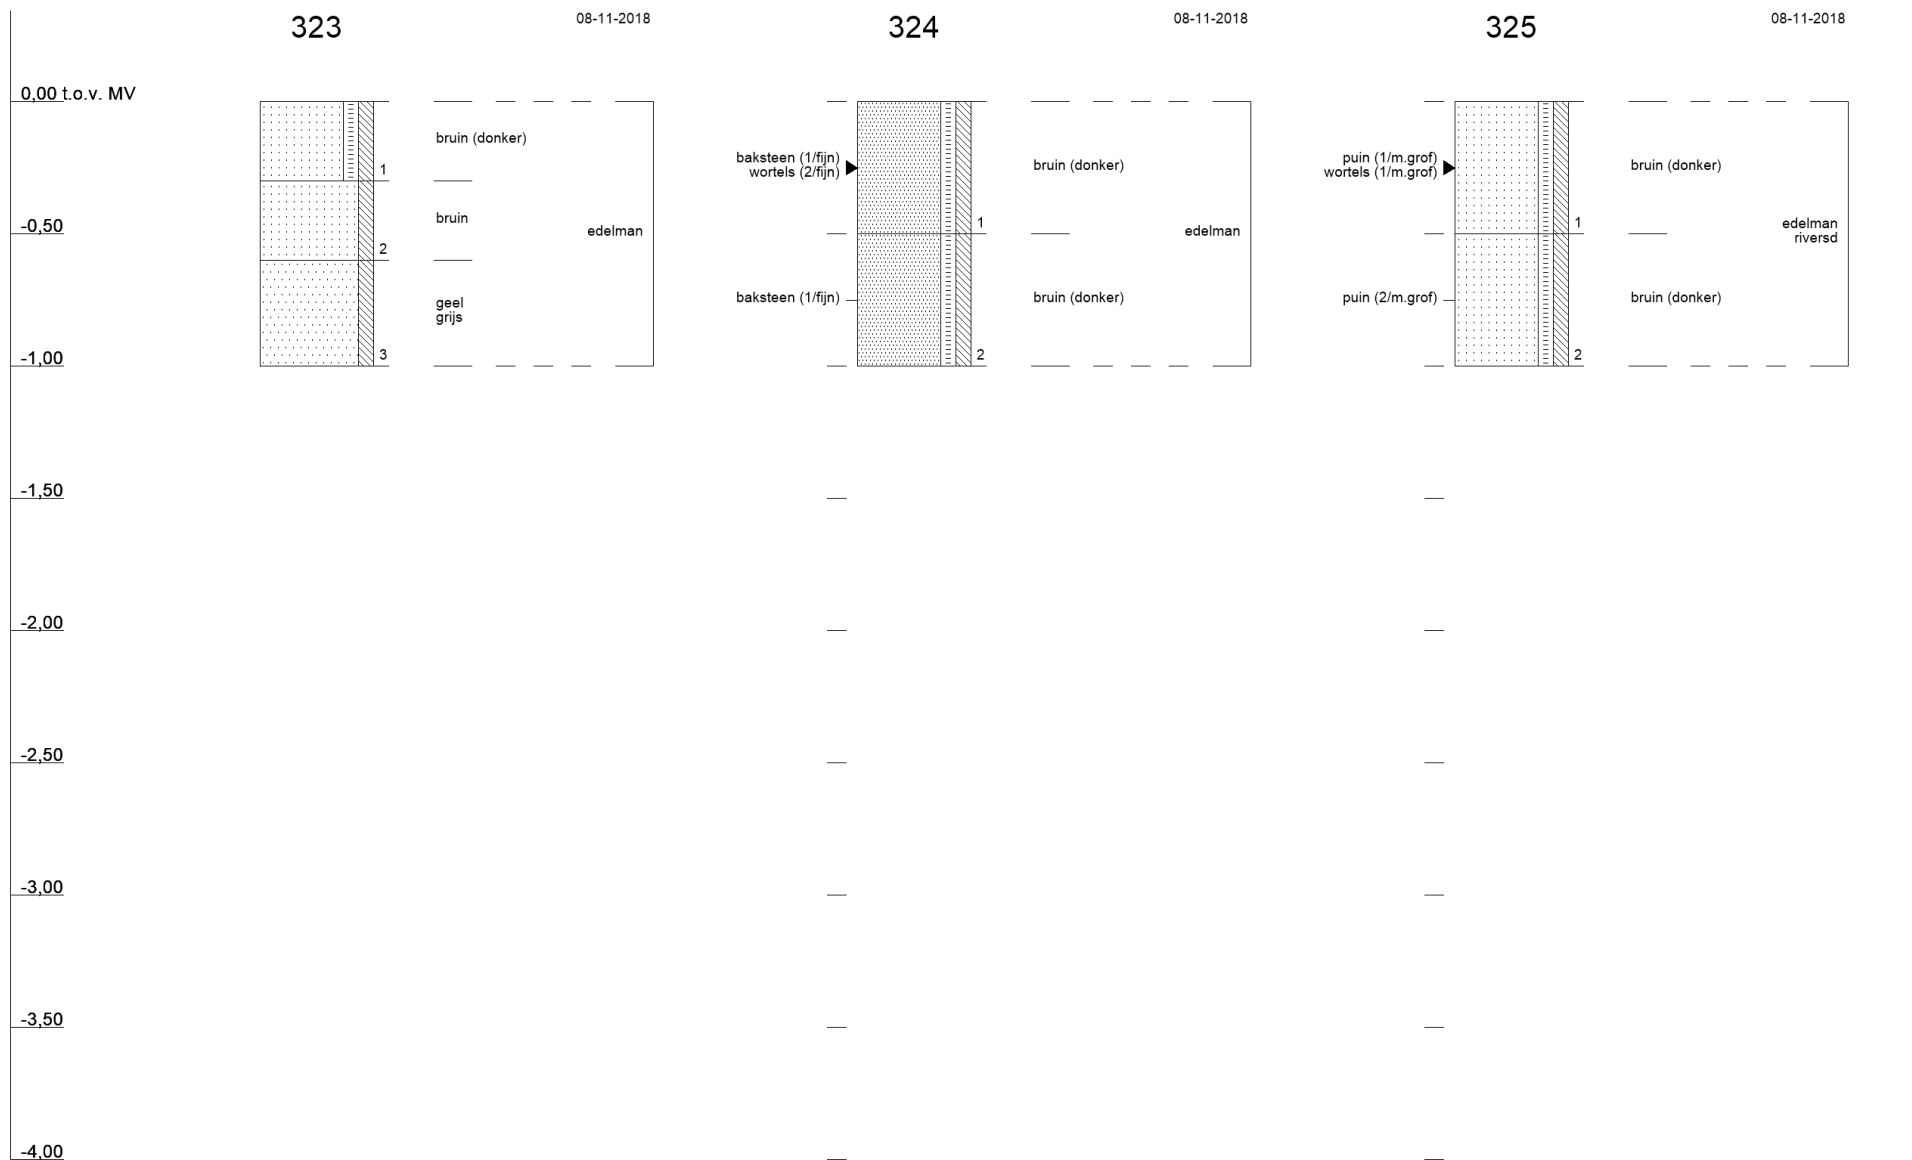 323
08-11-2018
324
08-11-2018
325
08-11-2018
0,00 t.o.v. MV
-0,50
-1,00
-1,50
-2,00
-2,50
-3,00
-3,50
-4,00
bruin (donker)
1
bruin
2
geel
grijs
3
edelman
baksteen (1/fijn)
wortels (2/fijn)
bruin (donker)
1
baksteen (1/fijn)
bruin (donker)
2
edelman
puin (1/m.grof)
wortels (1/m.grof)
bruin (donker)
1
puin (2/m.grof)
bruin (donker)
2
edelman
riversd